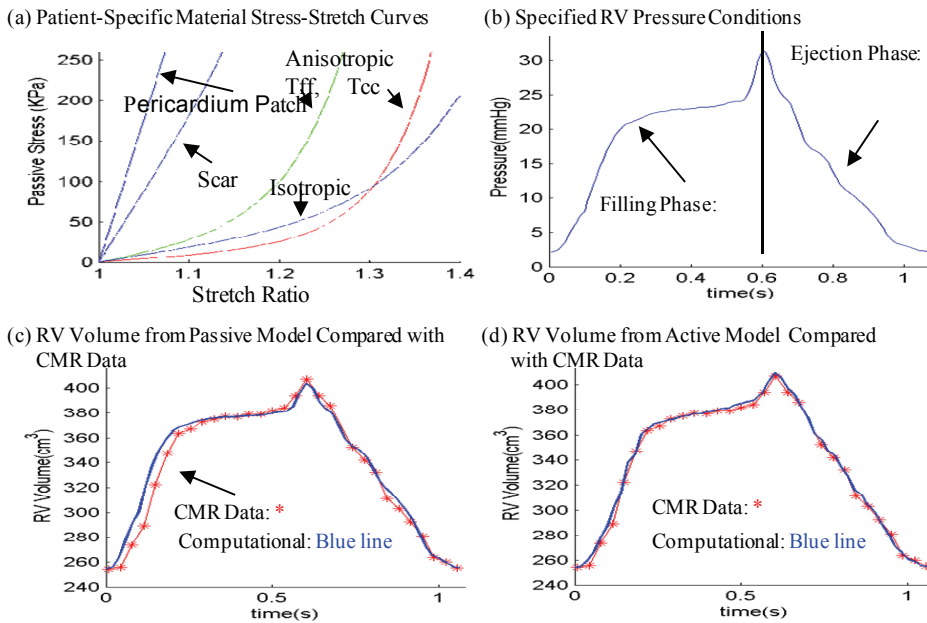 (a) Patient-Specific Material Stress-Stretch Curves
250
200
150
100
50
0
Passive Stress (KPa)
Pericardium Patch
Scar
Anisotropic
Tff, Tcc
Isotropic
1 1.1 1.2 1.3 1.4
Stretch Ratio
(b) Specified RV Pressure Conditions
30
25
20
15
10
5
0
Pressure(mmHg)
Ejection Phase:
Filling Phase:
0 0.2 0.4 0.6 0.8 1
time(s)
(c) RV Volume from Passive Model Compared with
CMR Data
400
380
360
340
320
300
280
260
240
RV Volume(cm³)
CMR Data: *
Computational: Blue line
0 0.5 1
time(s)
(d) RV Volume from Active Model Compared
with CMR Data
400
380
360
340
320
300
280
260
240
RV Volume(cm³)
CMR Data: *
Computational: Blue line
0 0.5 1
time(s)